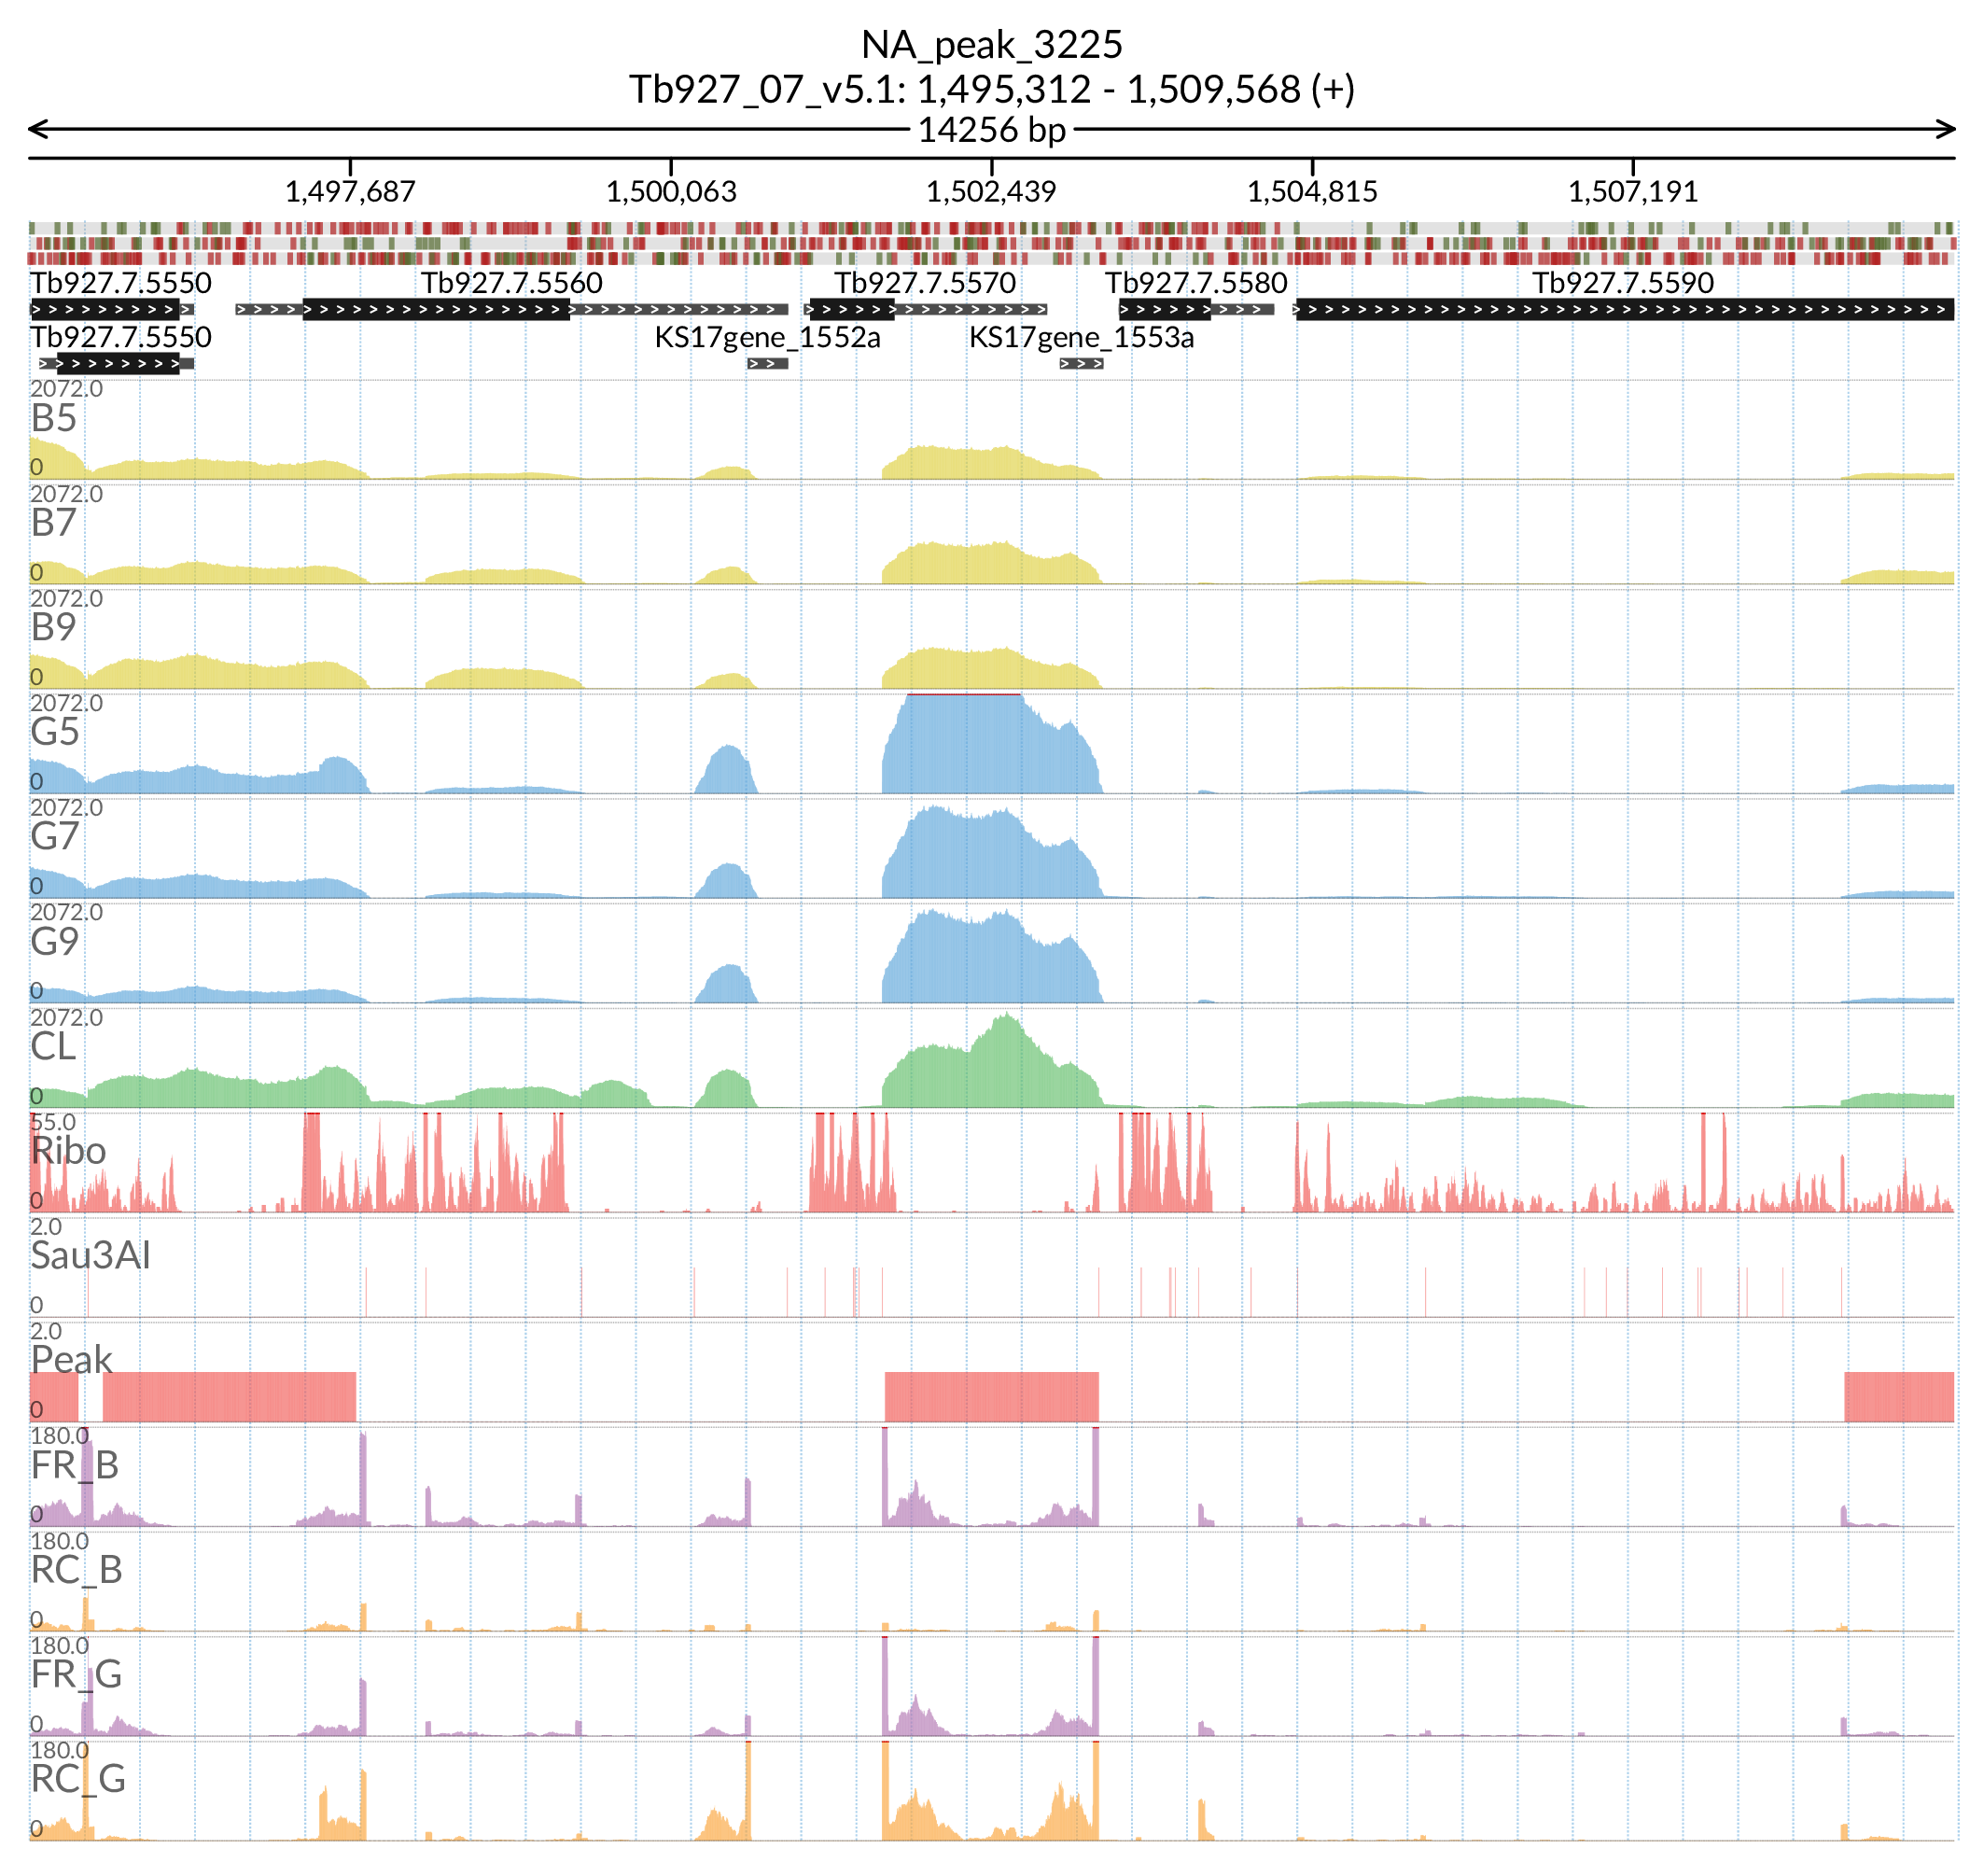 NA_peak_3225
Tb927_07_v5.1: 1,495,312 - 1,509,568 (+)
14256 bp
1,497,687 1,500,063 1,502,439 1,504,815 1,507,191
Tb927.7.5550 Tb927.7.5560 Tb927.7.5570 Tb927.7.5580 Tb927.7.5590
Tb927.7.5550 KS17gene_1552a KS17gene_1553a
2072.0
B5
0
2072.0
B7
0
2072.0
B9
0
2072.0
G5
0
2072.0
G7
0
2072.0
G9
0
2072.0
CL
0
55.0
Ribo
0
2.0
Sau3AI
0
2.0
Peak
0
180.0
FR_B
0
180.0
RC_B
0
180.0
FR_G
0
180.0
RC_G
0